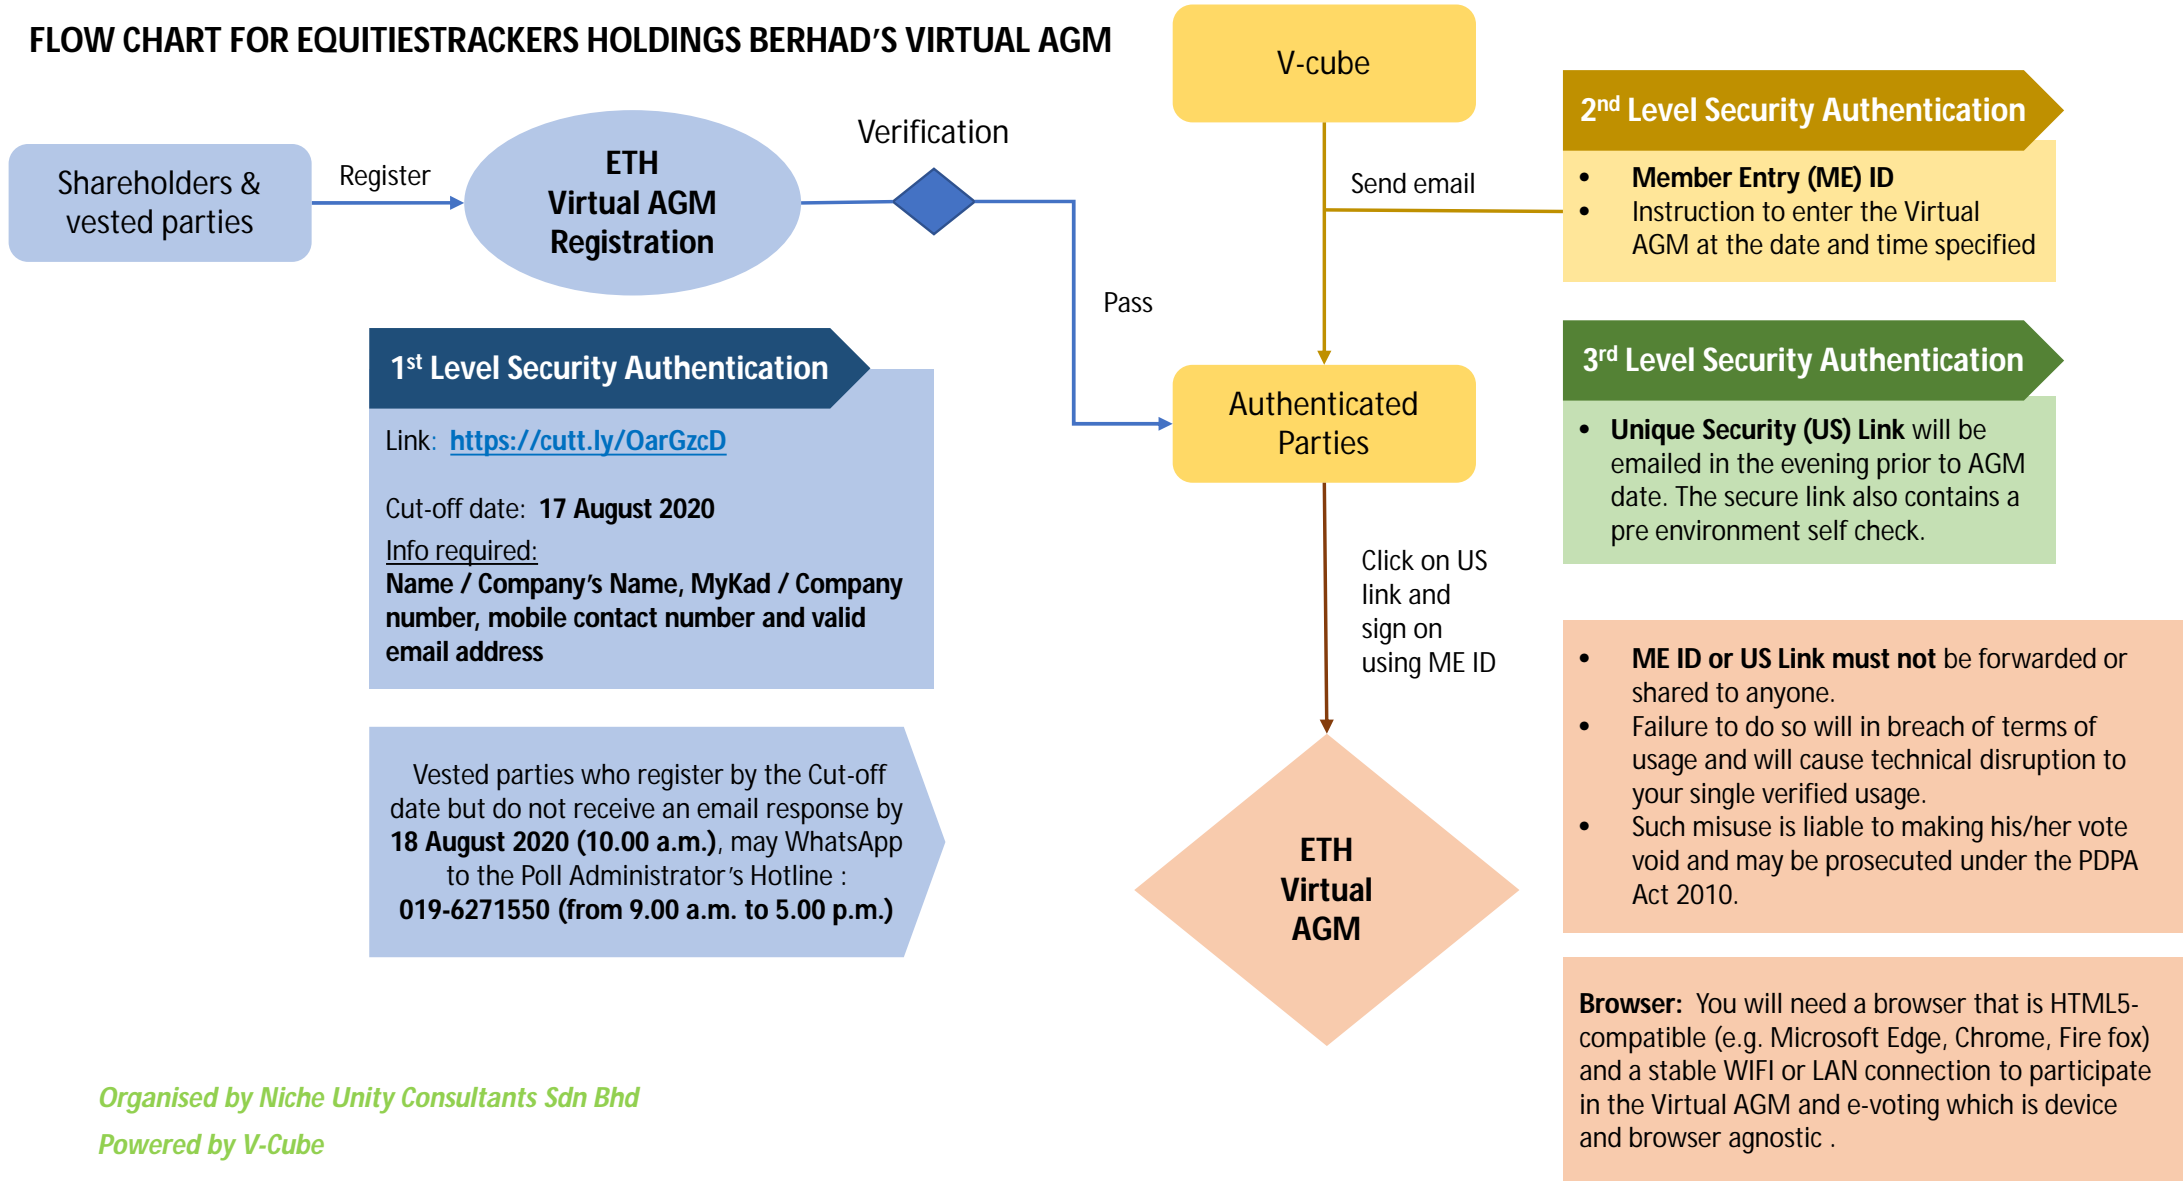 FLOW CHART FOR EQUITIESTRACKERS HOLDINGS BERHAD'S VIRTUAL AGM
Shareholders &
vested parties
Register
ETH
Virtual AGM
Registration
Verification
Pass
V-cube
Send email
Authenticated
Parties
Click on US
link and
sign on
using ME ID
ETH
Virtual
AGM
1st Level Security Authentication
Link: https://cutt.ly/OarGzcD
Cut-off date: 17 August 2020
Info required:
Name / Company's Name, MyKad / Company
number, mobile contact number and valid
email address
Vested parties who register by the Cut-off
date but do not receive an email response by
18 August 2020 (10.00 a.m.), may WhatsApp
to the Poll Administrator's Hotline :
019-6271550 (from 9.00 a.m. to 5.00 p.m.)
2nd Level Security Authentication
• Member Entry (ME) ID
• Instruction to enter the Virtual
AGM at the date and time specified
3rd Level Security Authentication
• Unique Security (US) Link will be
emailed in the evening prior to AGM
date. The secure link also contains a
pre environment self check.
• ME ID or US Link must not be forwarded or
shared to anyone.
• Failure to do so will in breach of terms of
usage and will cause technical disruption to
your single verified usage.
• Such misuse is liable to making his/her vote
void and may be prosecuted under the PDPA
Act 2010.
Browser: You will need a browser that is HTML5-
compatible (e.g. Microsoft Edge, Chrome, Fire fox)
and a stable WIFI or LAN connection to participate
in the Virtual AGM and e-voting which is device
and browser agnostic .
Organised by Niche Unity Consultants Sdn Bhd
Powered by V-Cube